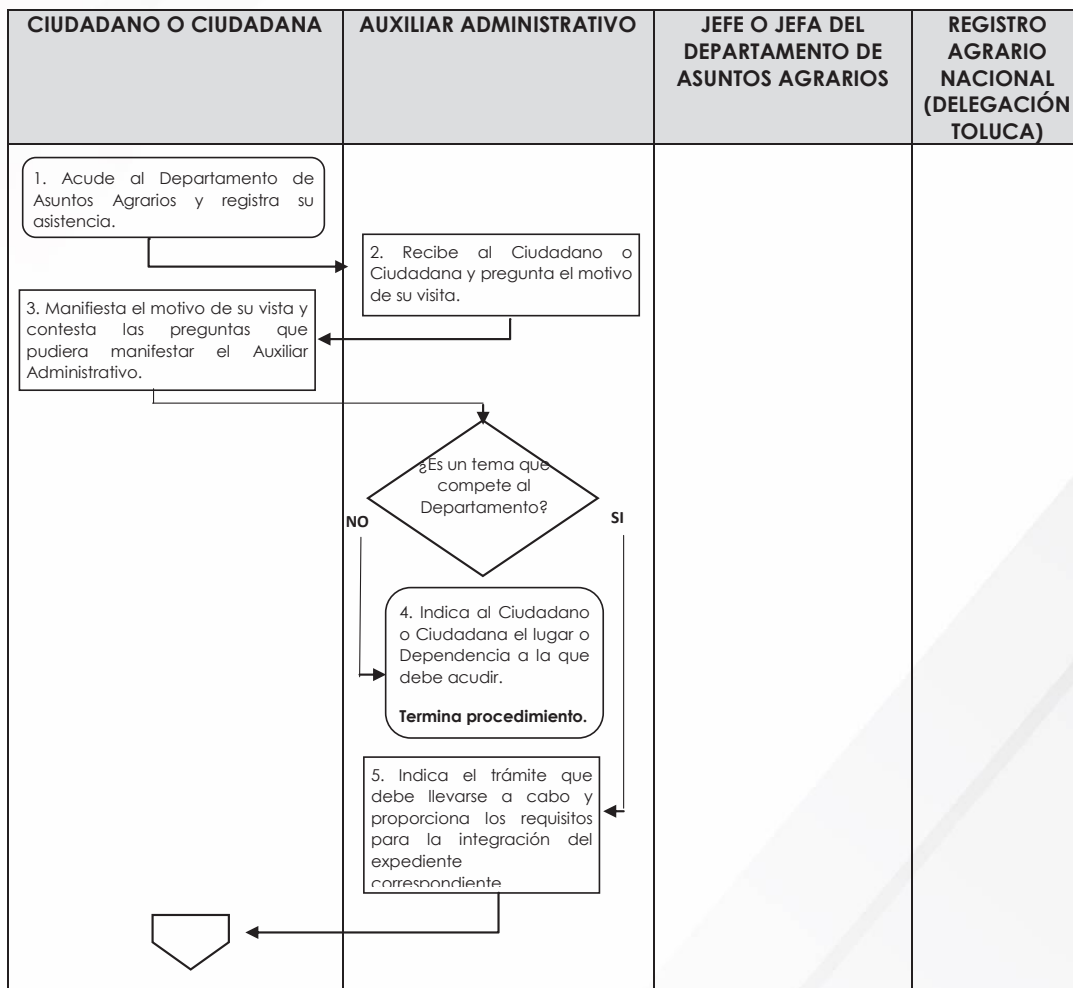 CIUDADANO O CIUDADANA
AUXILIAR ADMINISTRATIVO
JEFE O JEFA DEL
DEPARTAMENTO DE
ASUNTOS AGRARIOS
REGISTRO
AGRARIO
NACIONAL
(DELEGACIÓN
TOLUCA)
1. Acude al Departamento de
Asuntos Agrarios y registra su
asistencia.
2. Recibe al Ciudadano o
Ciudadana y pregunta el motivo
de su visita.
3. Manifiesta el motivo de su vista y
contesta las preguntas que
pudiera manifestar el Auxiliar
Administrativo.
¿Es un tema que
compete al
Departamento?
NO
SI
4. Indica al Ciudadano
o Ciudadana el lugar o
Dependencia a la que
debe acudir.
Termina procedimiento.
5. Indica el trámite que
debe llevarse a cabo y
proporciona los requisitos
para la integración del
expediente
correspondiente